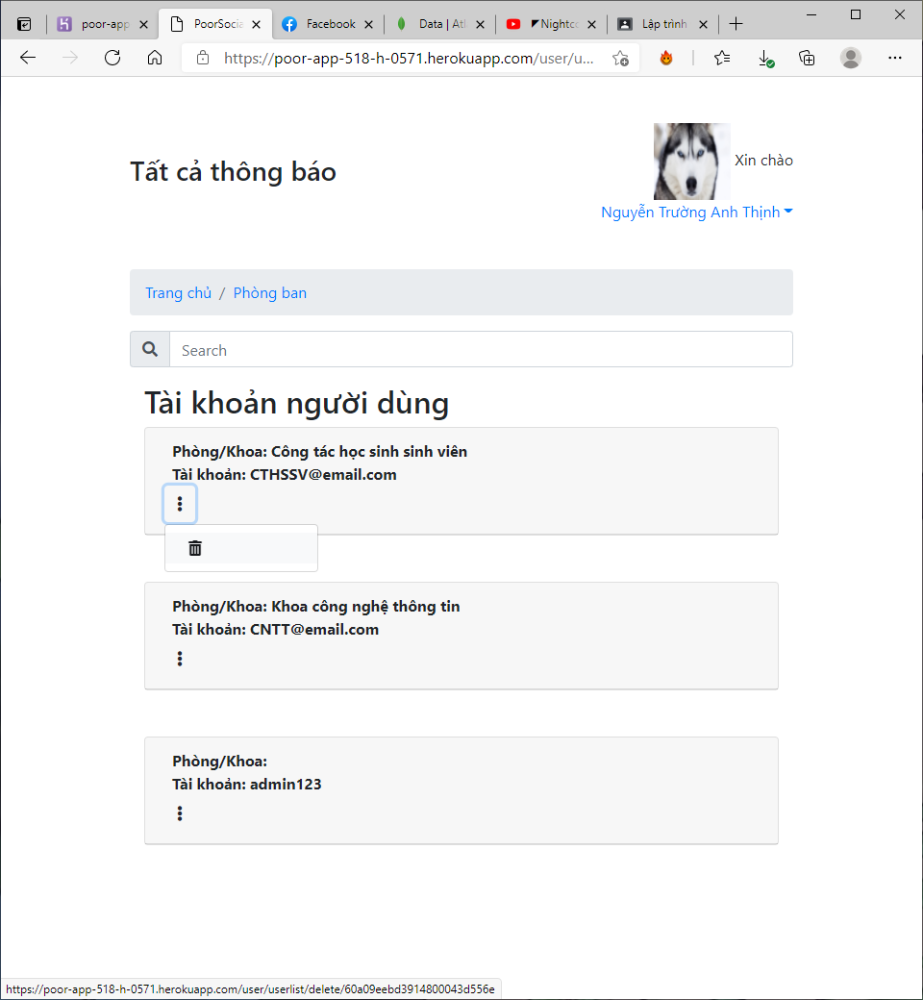 poor-app
PoorSocia
Facebook
Data | Atl
Nightco
Lập trình
https://poor-app-518-h-0571.herokuapp.com/user/u...
Tất cả thông báo
Xin chào
Nguyễn Trường Anh Thịnh
Trang chủ / Phòng ban
Search
Tài khoản người dùng
Phòng/Khoa: Công tác học sinh sinh viên
Tài khoản: CTHSSV@email.com
Phòng/Khoa: Khoa công nghệ thông tin
Tài khoản: CNTT@email.com
Phòng/Khoa:
Tài khoản: admin123
https://poor-app-518-h-0571.herokuapp.com/user/userlist/delete/60a09eebd3914800043d556e